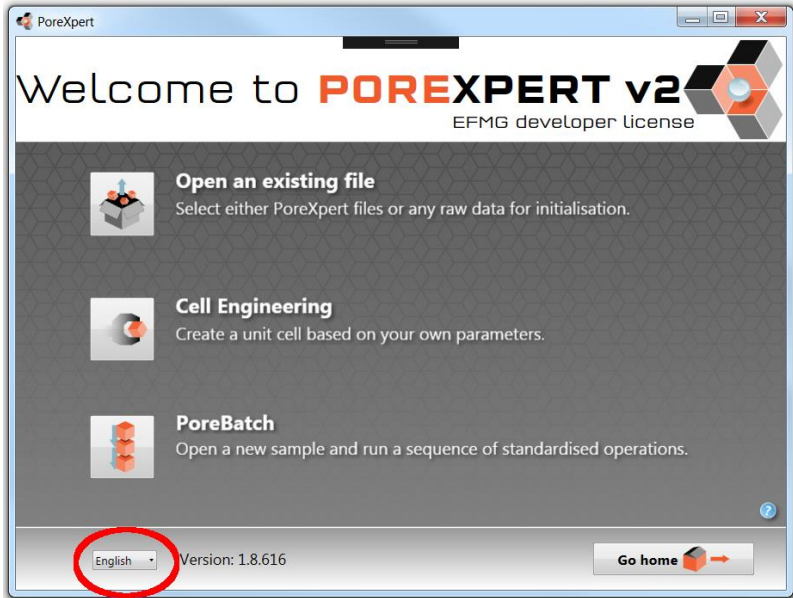 PoreXpert
Welcome to POREXPERT v2
EFMG developer license
Open an existing file
Select either PoreXpert files or any raw data for initialisation.
Cell Engineering
Create a unit cell based on your own parameters.
PoreBatch
Open a new sample and run a sequence of standardised operations.
?
English
Version: 1.8.616
Go home